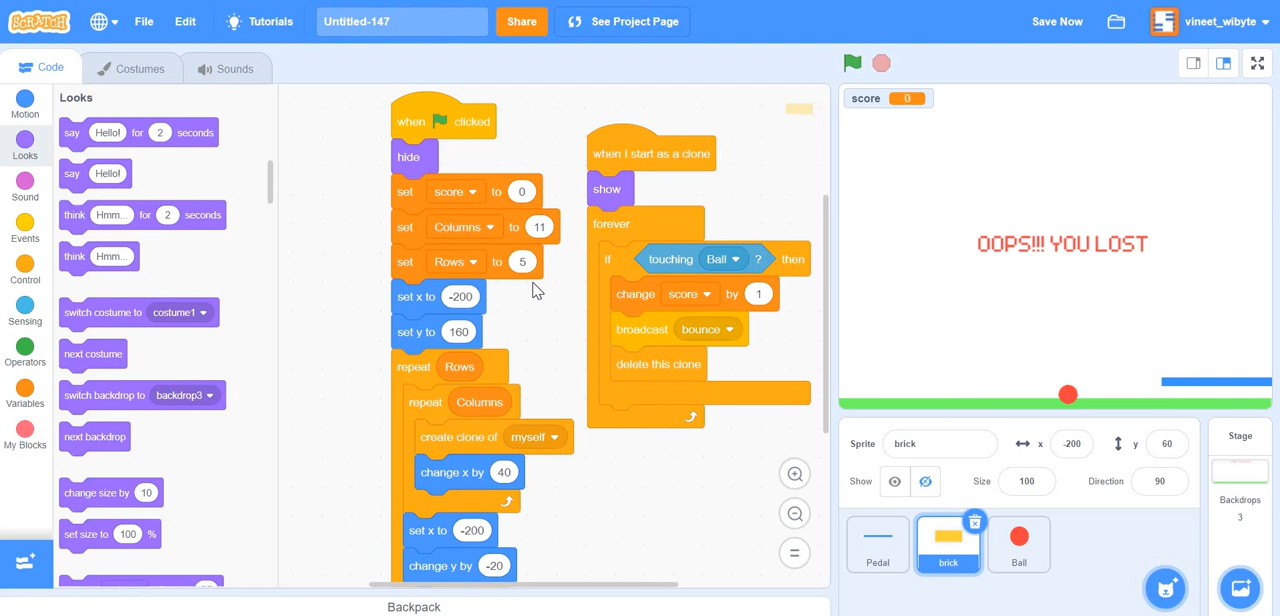 SCRATCH File Edit Tutorials Untitled-147 Share See Project Page Save Now vineet_wibyte
Code Costumes Sounds
Motion
Looks
Sound
Events
Control
Sensing
Operators
Variables
My Blocks
Looks
say Hello! for 2 seconds
say Hello!
think Hmm... for 2 seconds
think Hmm...
switch costume to costume1
next costume
switch backdrop to backdrop3
next backdrop
change size by 10
set size to 100 %
when clicked
hide
set score to 0
set Columns to 11
set Rows to 5
set x to -200
set y to 160
repeat Rows
repeat Columns
create clone of myself
change x by 40
set x to -200
change y by -20
when I start as a clone
show
forever
if touching Ball ? then
change score by 1
broadcast bounce
delete this clone
Backpack
score 0
OOPS!!! YOU LOST
Sprite brick x -200 y 60
Show Size 100 Direction 90
Pedal brick Ball
Stage
Backdrops
3